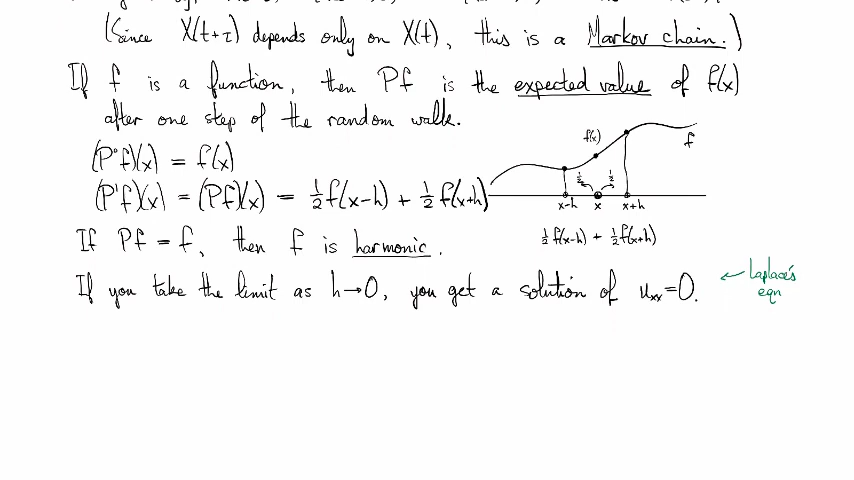 (Since X(t+τ) depends only on X(t), this is a Markov chain.)
If f is a function, then Pf is the expected value of f(x)
after one step of the random walk.
(P⁰f)(x) = f(x)
(P¹f)(x) = (Pf)(x) = ½f(x-h) + ½f(x+h)
f(x)
f
½ ½
x-h x x+h
½f(x-h) + ½f(x+h)
If Pf = f, then f is harmonic.
If you take the limit as h→0, you get a solution of uₓₓ=0.
← Laplace's
eqn